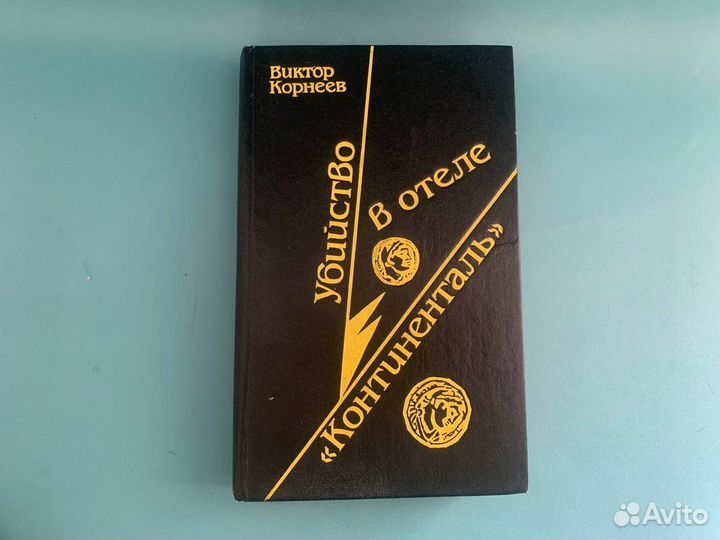 Виктор
Корнеев
Убийство
в отеле
«Континенталь»
Avito